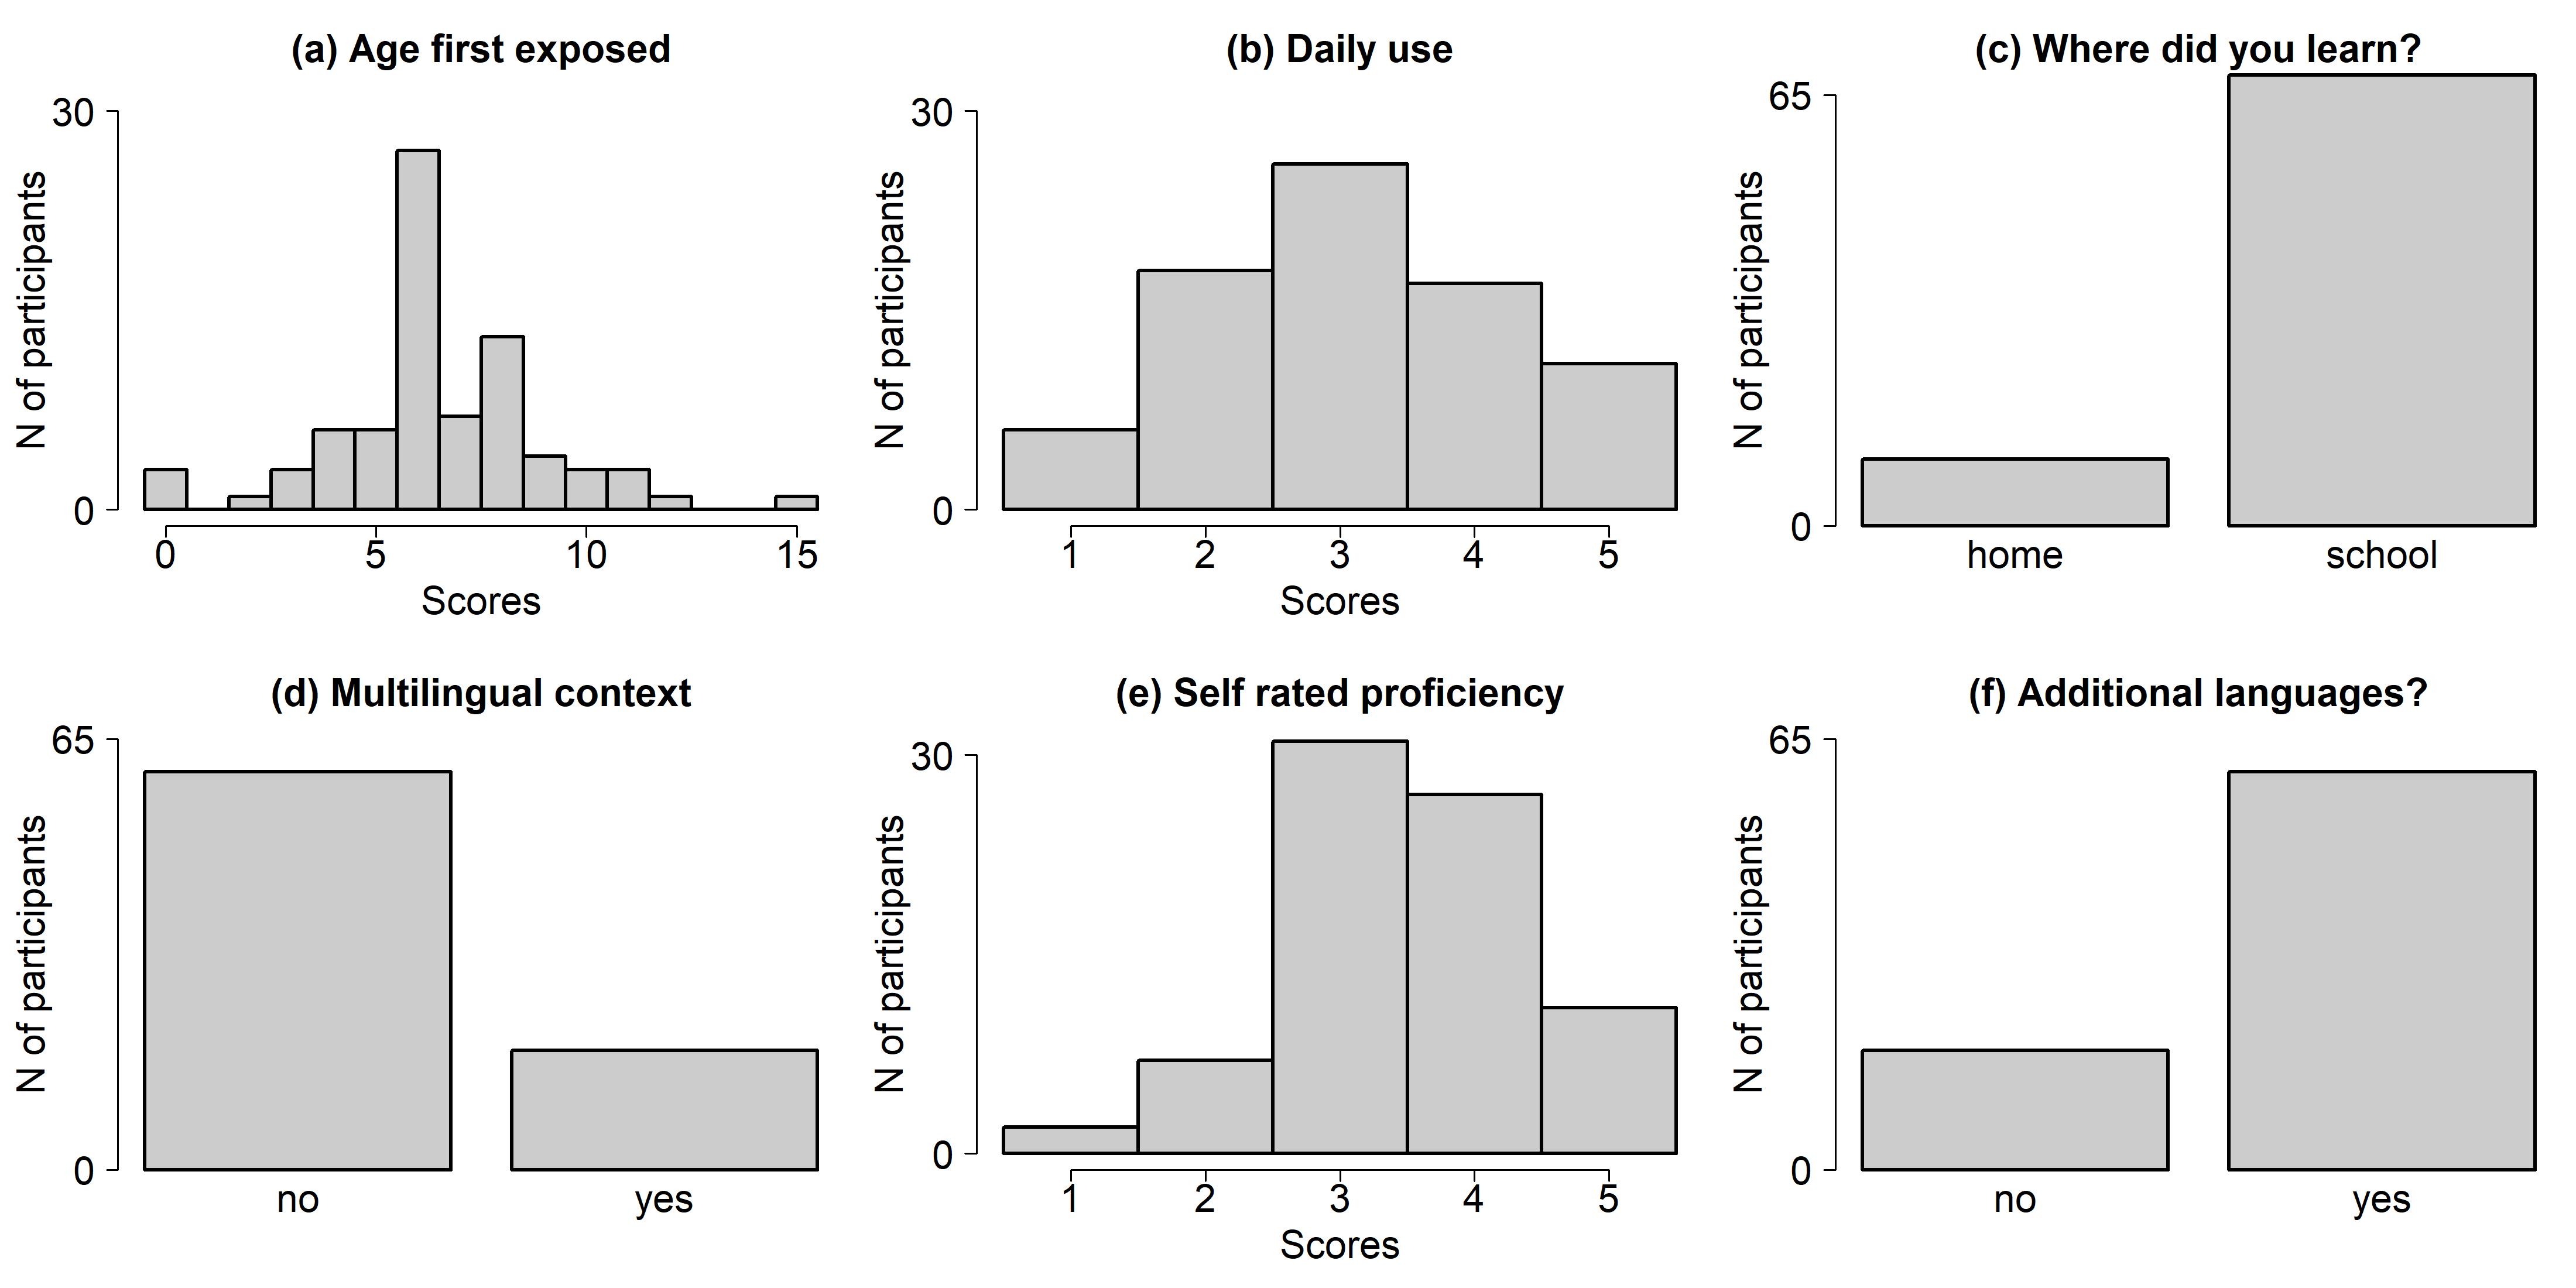 (a) Age first exposed
30
0
N of participants
0 5 10 15
Scores
(b) Daily use
30
0
N of participants
1 2 3 4 5
Scores
(c) Where did you learn?
65
0
N of participants
home school
(d) Multilingual context
65
0
N of participants
no yes
(e) Self rated proficiency
30
0
N of participants
1 2 3 4 5
Scores
(f) Additional languages?
65
0
N of participants
no yes